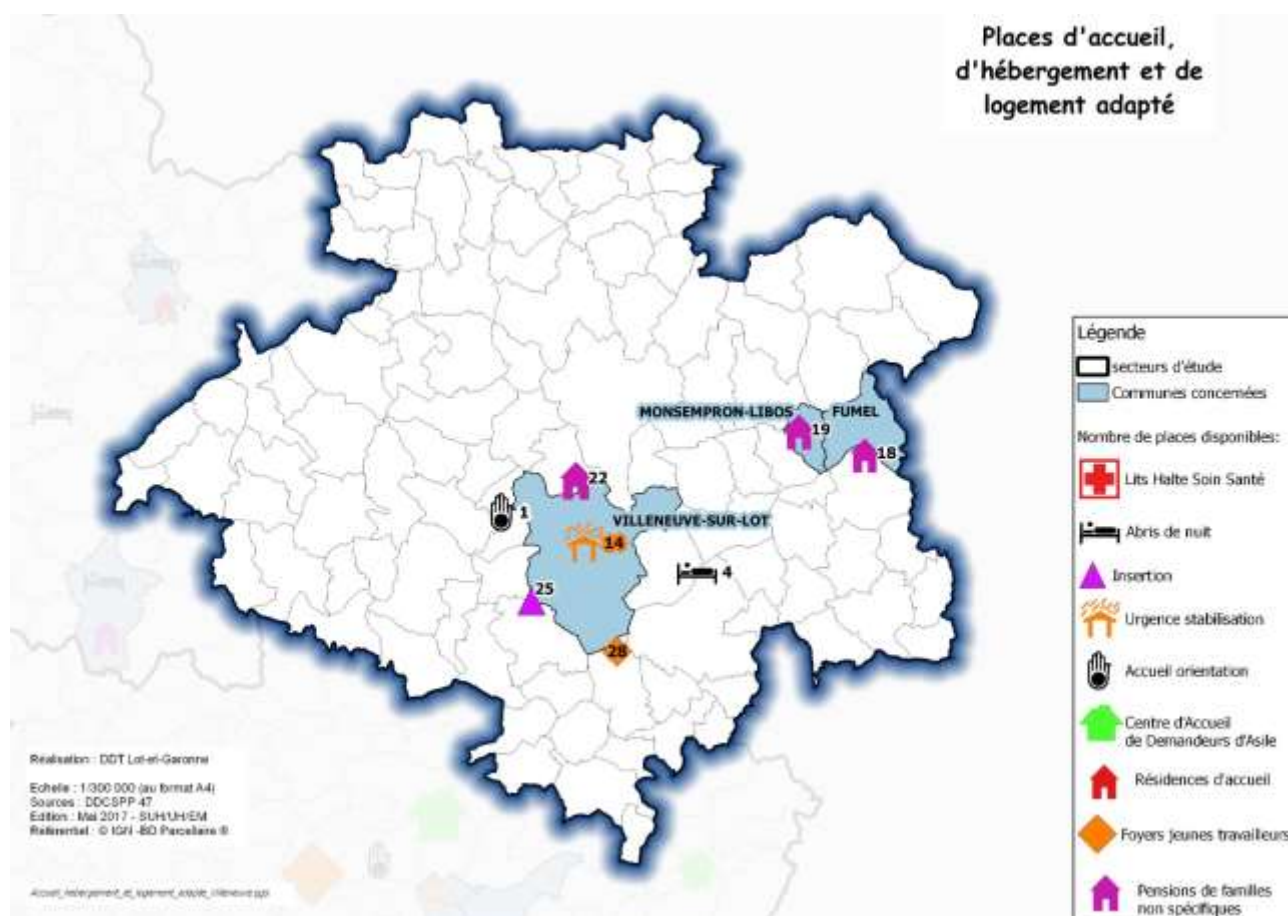 Places d'accueil,
d'hébergement et de
logement adapté
MONSEMPRON-LIBOS
FUMEL
19
18
22
1
VILLENEUVE-SUR-LOT
14
4
25
28
Légende
secteurs d'étude
Communes concernées
Nombre de places disponibles:
Lits Halte Soin Santé
Abris de nuit
Insertion
Urgence stabilisation
Accueil orientation
Centre d'Accueil
de Demandeurs d'Asile
Résidences d'accueil
Foyers jeunes travailleurs
Pensions de familles
non spécifiques
Réalisation : DDT Lot-et-Garonne
Echelle : 1/300 000 (au format A4)
Sources : DDCSPP 47
Edition : Mai 2017 - SUH/UH/EM
Référentiel : © IGN -BD Parcellaire ®